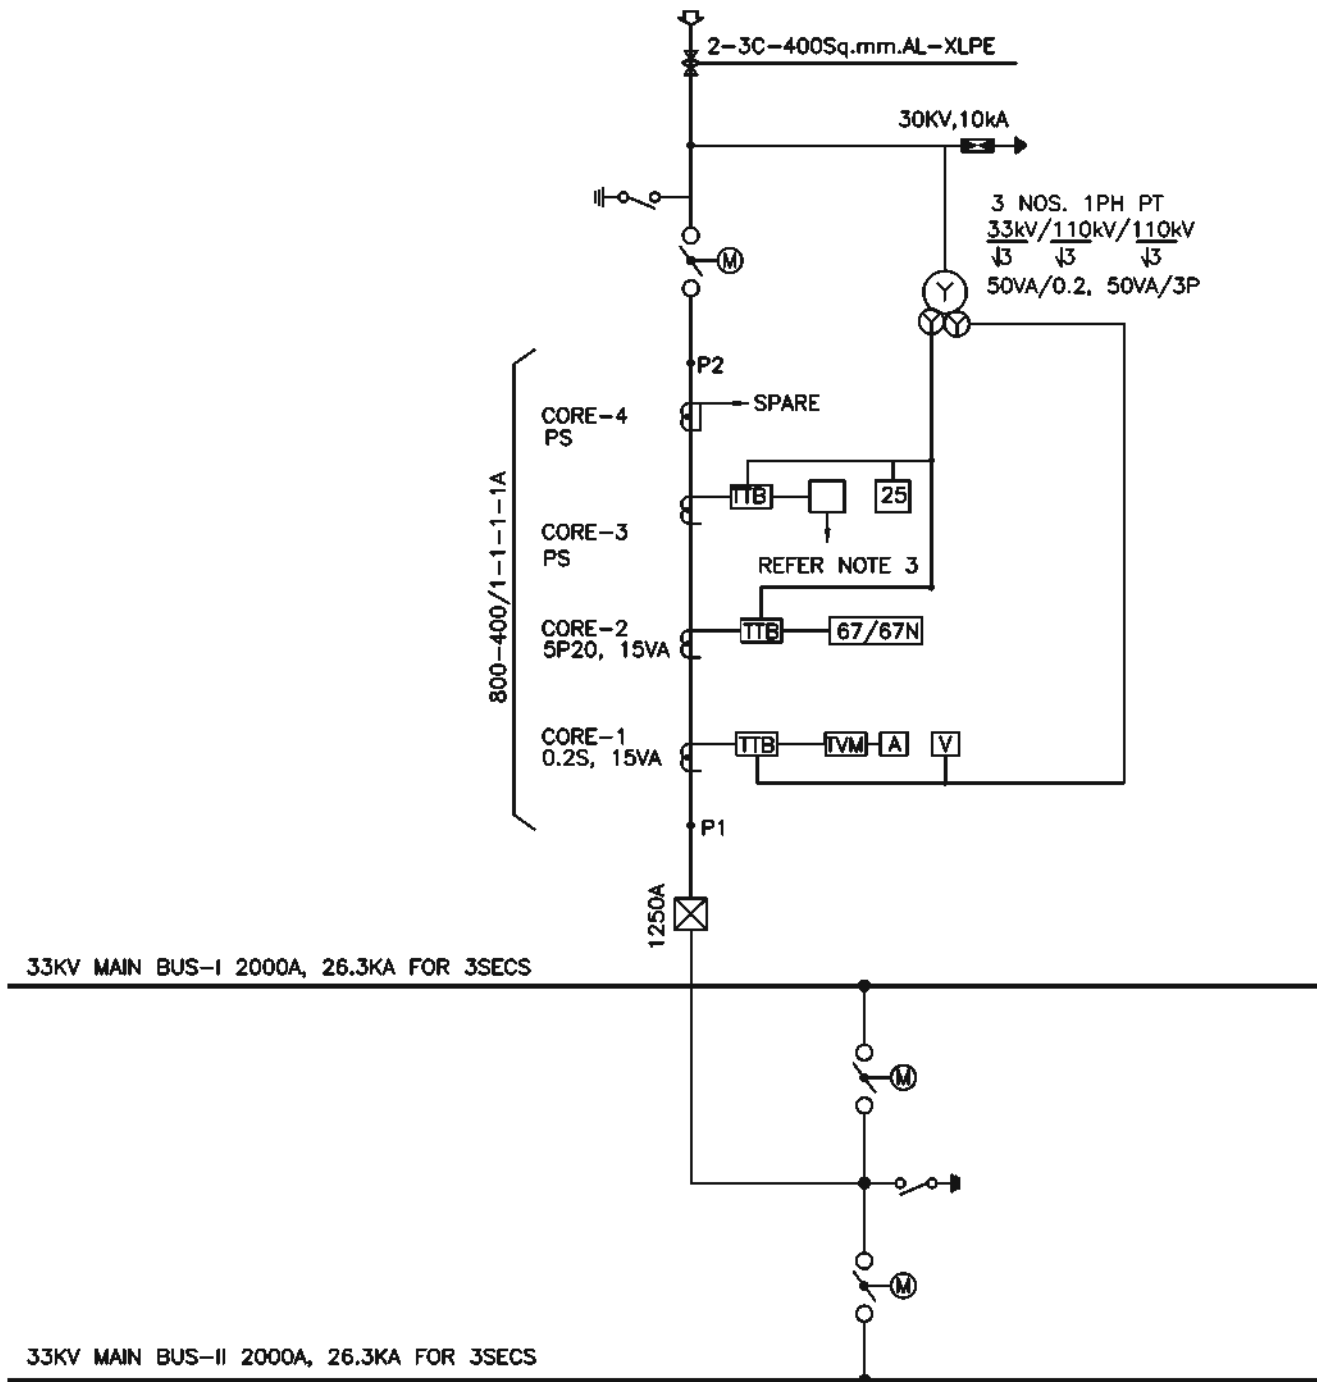 2-3C-400Sq.mm.AL-XLPE
30KV,10kA
3 NOS. 1PH PT
33kV/110kV/110kV
√3 √3 √3
50VA/0.2, 50VA/3P
M
Y
Y Y
P2
CORE-4
PS
SPARE
800-400/1-1-1-1A
TTB
25
CORE-3
PS
REFER NOTE 3
CORE-2
5P20, 15VA
TTB
67/67N
CORE-1
0.2S, 15VA
TTB
TVM
A
V
P1
1250A
33KV MAIN BUS-I 2000A, 26.3KA FOR 3SECS
M
M
33KV MAIN BUS-II 2000A, 26.3KA FOR 3SECS